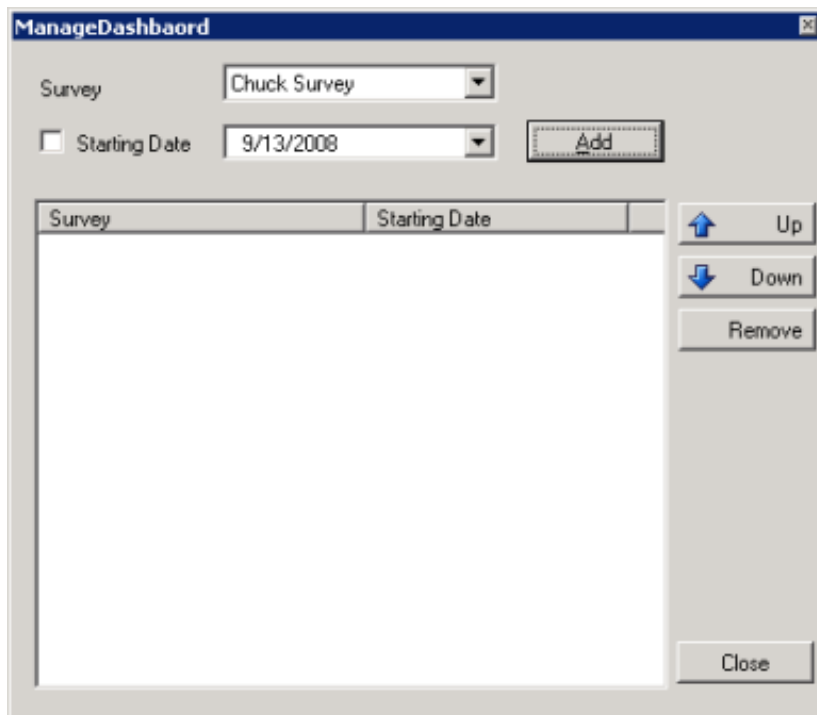 ManageDashbaord
Survey Chuck Survey
Starting Date 9/13/2008 Add
Survey Starting Date
Up
Down
Remove
Close